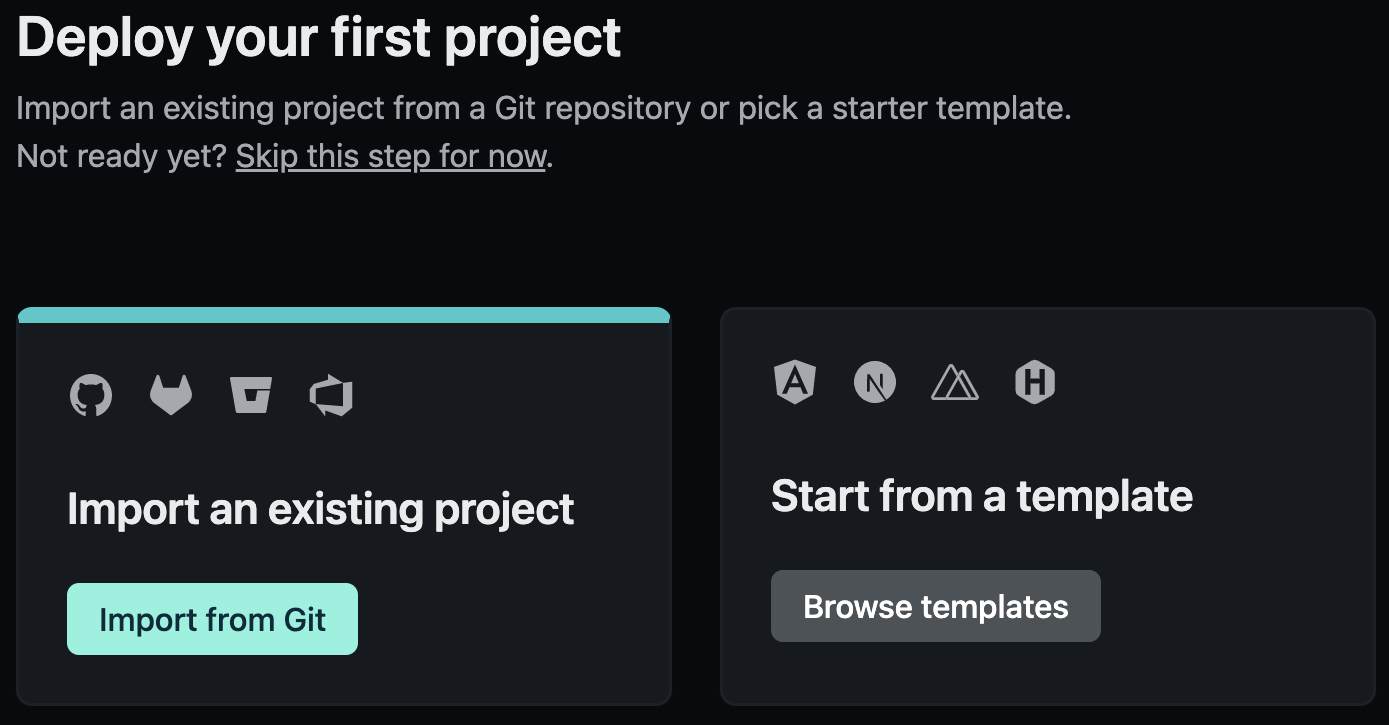 Deploy your first project
Import an existing project from a Git repository or pick a starter template.
Not ready yet? Skip this step for now.
Import an existing project
Import from Git
A
N
H
Start from a template
Browse templates